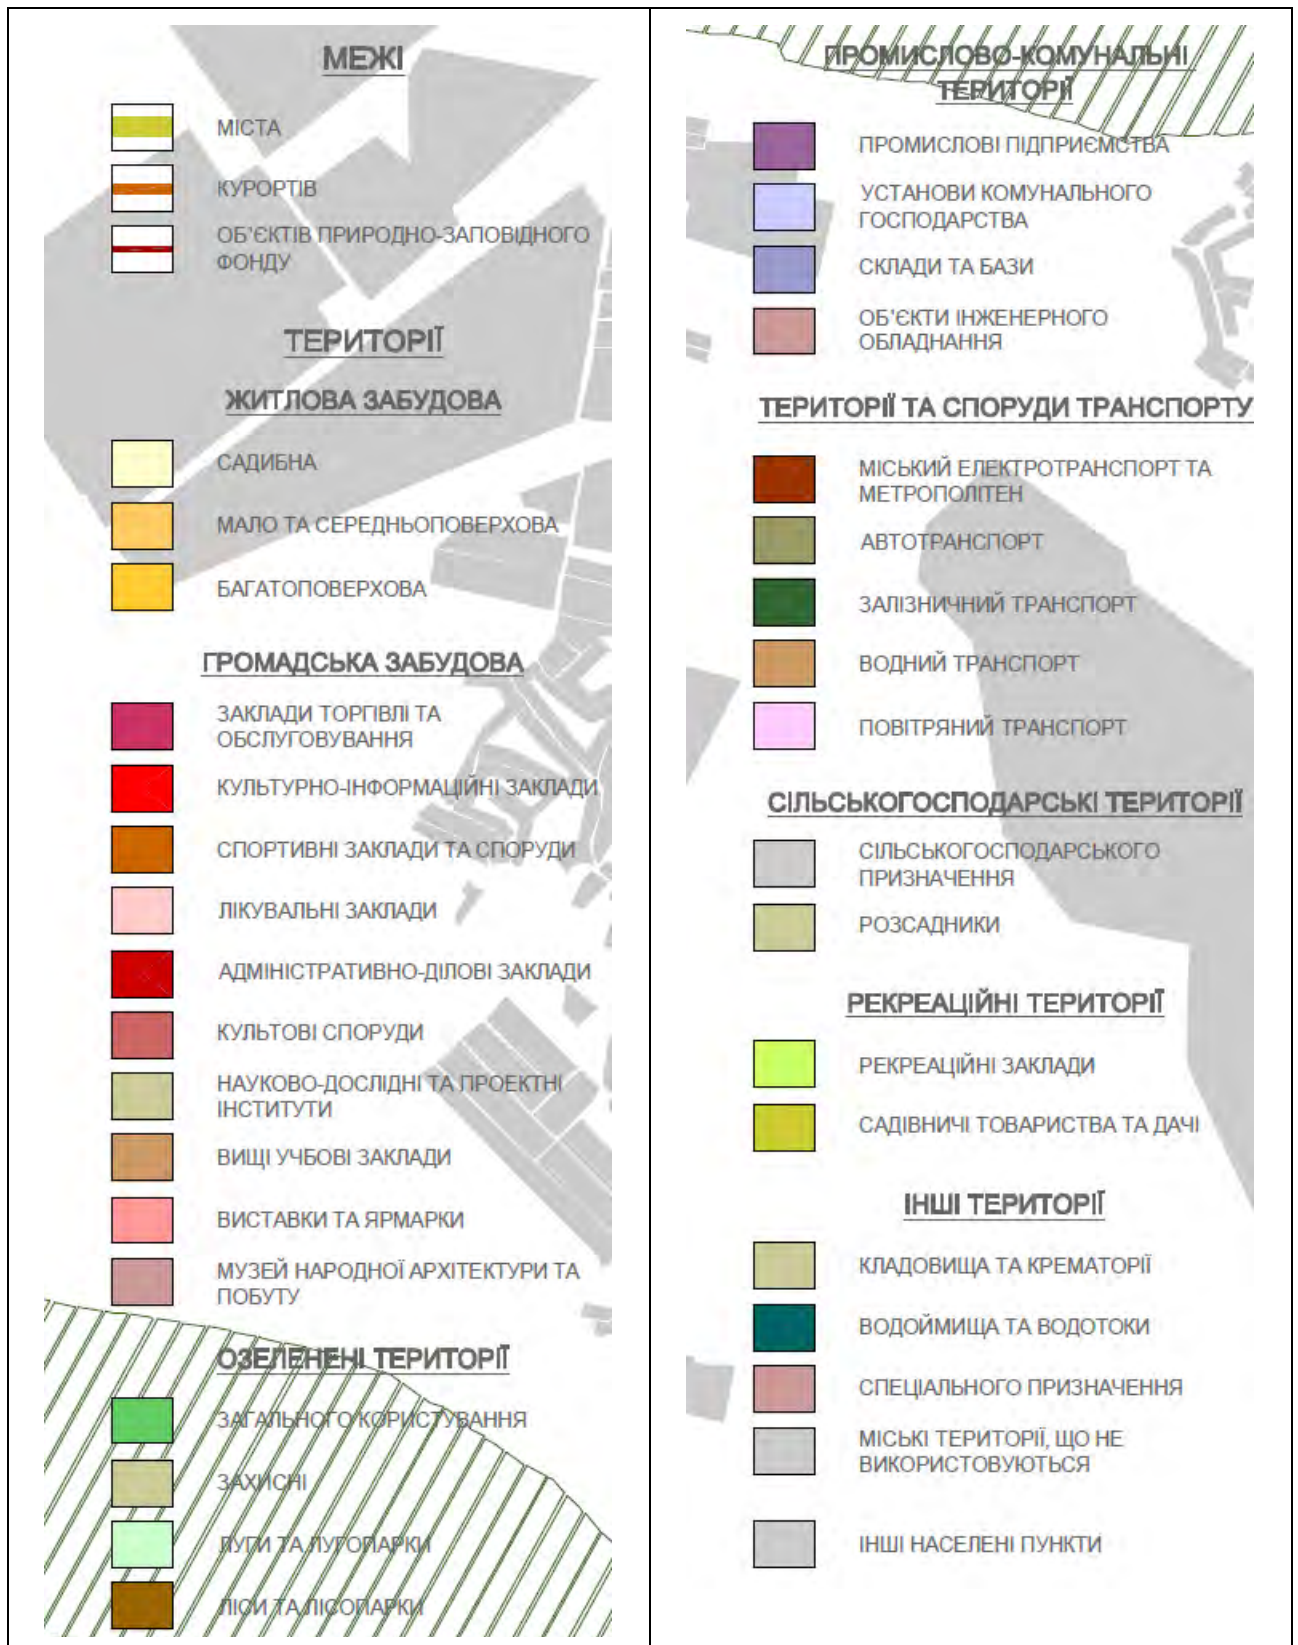 МЕЖІ
МІСТА
КУРОРТІВ
ОБ'ЄКТІВ ПРИРОДНО-ЗАПОВІДНОГО
ФОНДУ
ТЕРИТОРІЇ
ЖИТЛОВА ЗАБУДОВА
САДИБНА
МАЛО ТА СЕРЕДНЬОПОВЕРХОВА
БАГАТОПОВЕРХОВА
ГРОМАДСЬКА ЗАБУДОВА
ЗАКЛАДИ ТОРГІВЛІ ТА
ОБСЛУГОВУВАННЯ
КУЛЬТУРНО-ІНФОРМАЦІЙНІ ЗАКЛАДИ
СПОРТИВНІ ЗАКЛАДИ ТА СПОРУДИ
ЛІКУВАЛЬНІ ЗАКЛАДИ
АДМІНІСТРАТИВНО-ДІЛОВІ ЗАКЛАДИ
КУЛЬТОВІ СПОРУДИ
НАУКОВО-ДОСЛІДНІ ТА ПРОЕКТНІ
ІНСТИТУТИ
ВИЩІ УЧБОВІ ЗАКЛАДИ
ВИСТАВКИ ТА ЯРМАРКИ
МУЗЕЙ НАРОДНОЇ АРХІТЕКТУРИ ТА
ПОБУТУ
ОЗЕЛЕНЕНІ ТЕРИТОРІЇ
ЗАГАЛЬНОГО КОРИСТУВАННЯ
ЗАХИСНІ
ЛУГИ ТА ЛУГОПАРКИ
ЛІСИ ТА ЛІСОПАРКИ
ПРОМИСЛОВО-КОМУНАЛЬНІ
ТЕРИТОРІЇ
ПРОМИСЛОВІ ПІДПРИЄМСТВА
УСТАНОВИ КОМУНАЛЬНОГО
ГОСПОДАРСТВА
СКЛАДИ ТА БАЗИ
ОБ'ЄКТИ ІНЖЕНЕРНОГО
ОБЛАДНАННЯ
ТЕРИТОРІЇ ТА СПОРУДИ ТРАНСПОРТУ
МІСЬКИЙ ЕЛЕКТРОТРАНСПОРТ ТА
МЕТРОПОЛІТЕН
АВТОТРАНСПОРТ
ЗАЛІЗНИЧНИЙ ТРАНСПОРТ
ВОДНИЙ ТРАНСПОРТ
ПОВІТРЯНИЙ ТРАНСПОРТ
СІЛЬСЬКОГОСПОДАРСЬКІ ТЕРИТОРІЇ
СІЛЬСЬКОГОСПОДАРСЬКОГО
ПРИЗНАЧЕННЯ
РОЗСАДНИКИ
РЕКРЕАЦІЙНІ ТЕРИТОРІЇ
РЕКРЕАЦІЙНІ ЗАКЛАДИ
САДІВНИЧІ ТОВАРИСТВА ТА ДАЧІ
ІНШІ ТЕРИТОРІЇ
КЛАДОВИЩА ТА КРЕМАТОРІЇ
ВОДОЙМИЩА ТА ВОДОТОКИ
СПЕЦІАЛЬНОГО ПРИЗНАЧЕННЯ
МІСЬКІ ТЕРИТОРІЇ, ЩО НЕ
ВИКОРИСТОВУЮТЬСЯ
ІНШІ НАСЕЛЕНІ ПУНКТИ